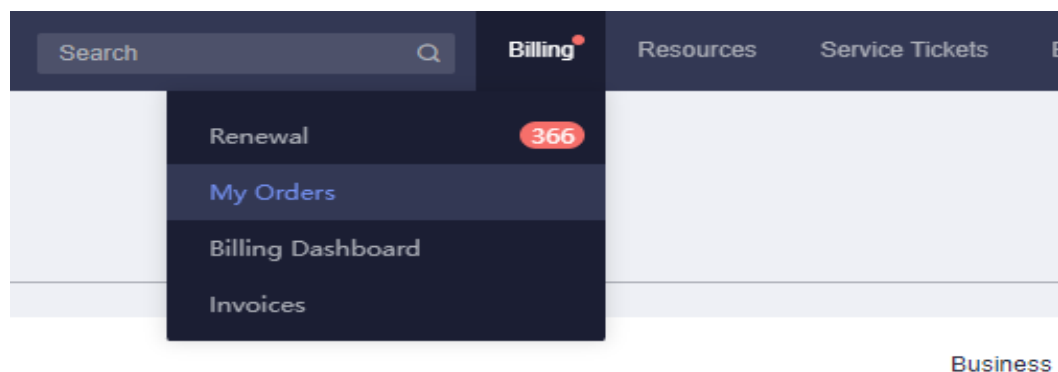 Search Billing Resources Service Tickets
Renewal 366
My Orders
Billing Dashboard
Invoices
Business